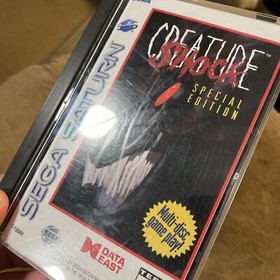 CREATURE
SHOCK
SPECIAL
EDITION
SEGA SATURN
Multi-disc
game play!
DATA
EAST